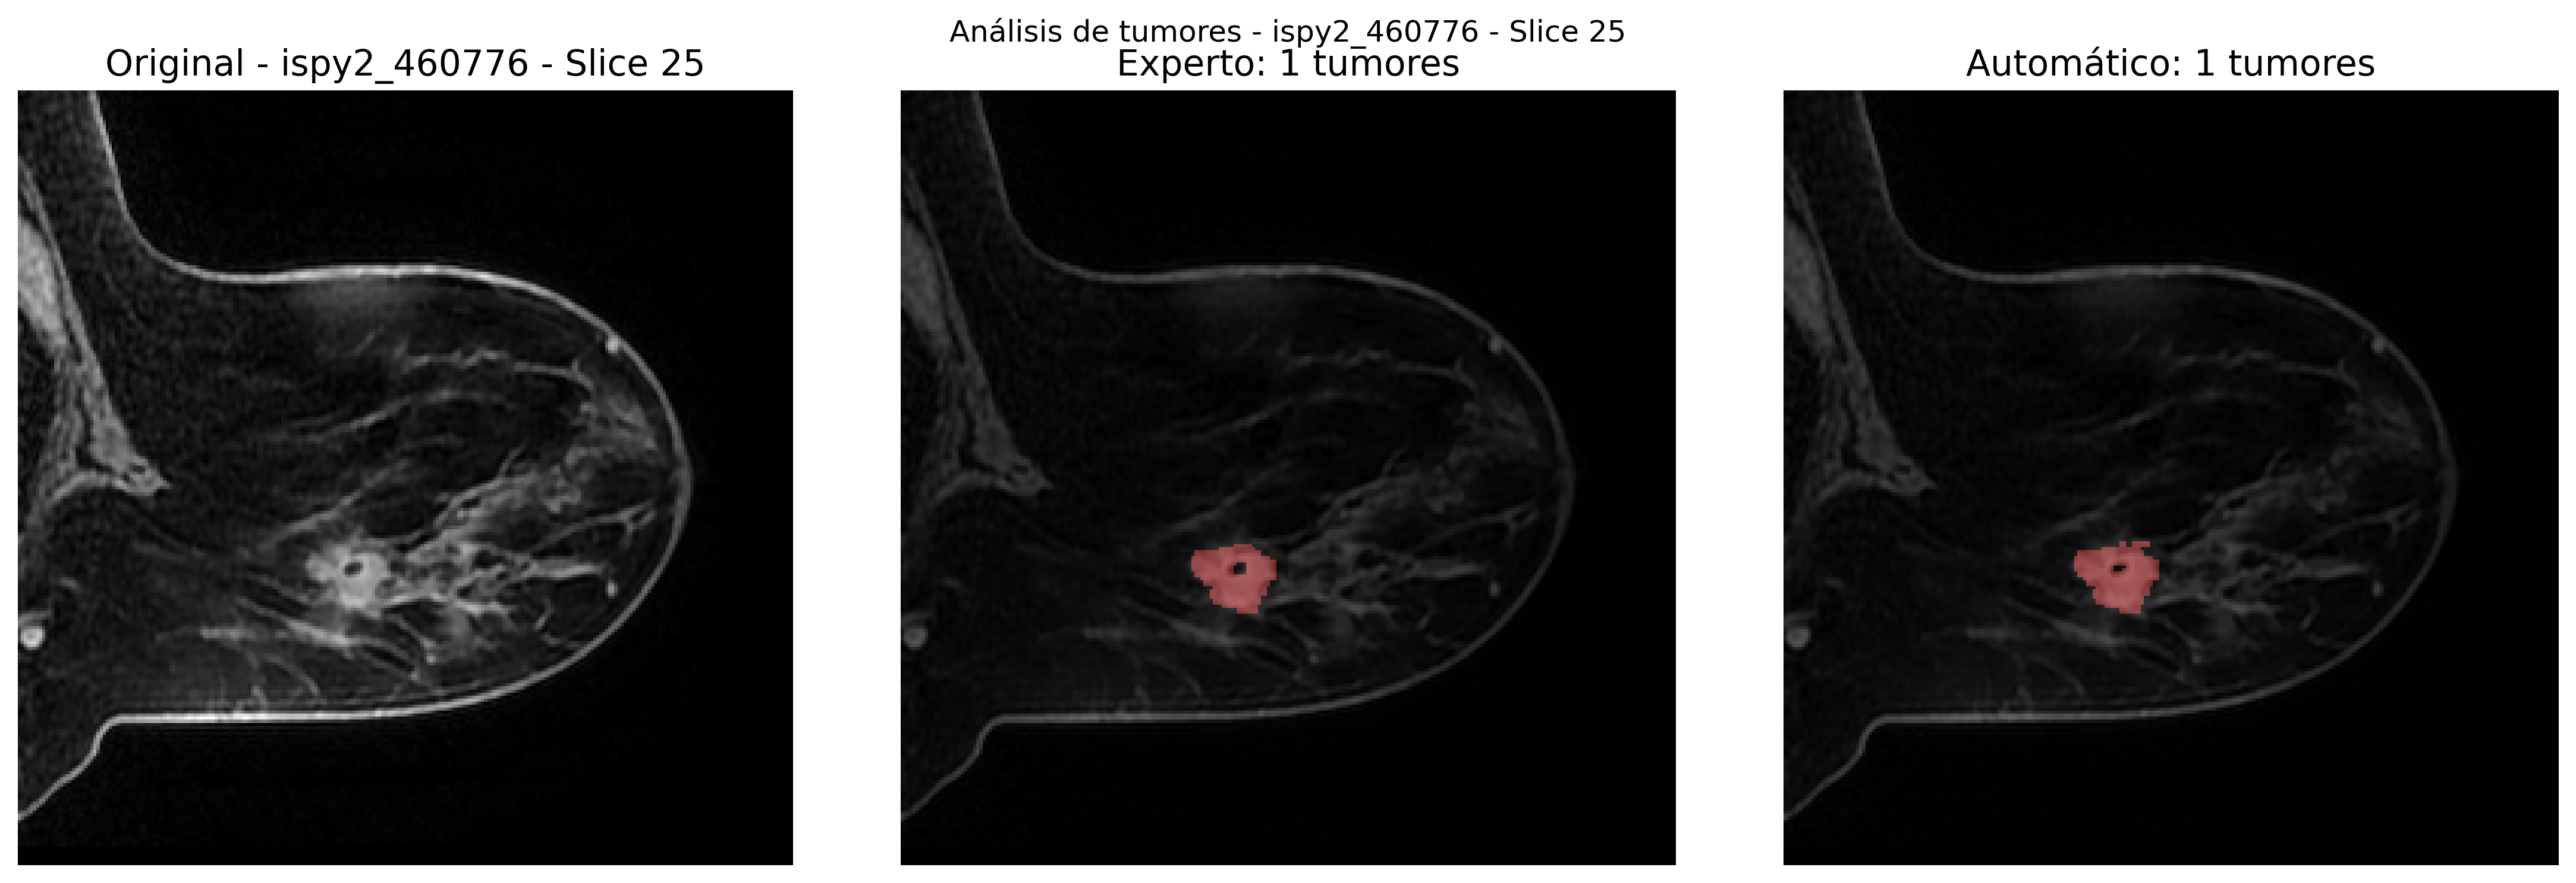 Análisis de tumores - ispy2_460776 - Slice 25
Original - ispy2_460776 - Slice 25
Experto: 1 tumores
Automático: 1 tumores